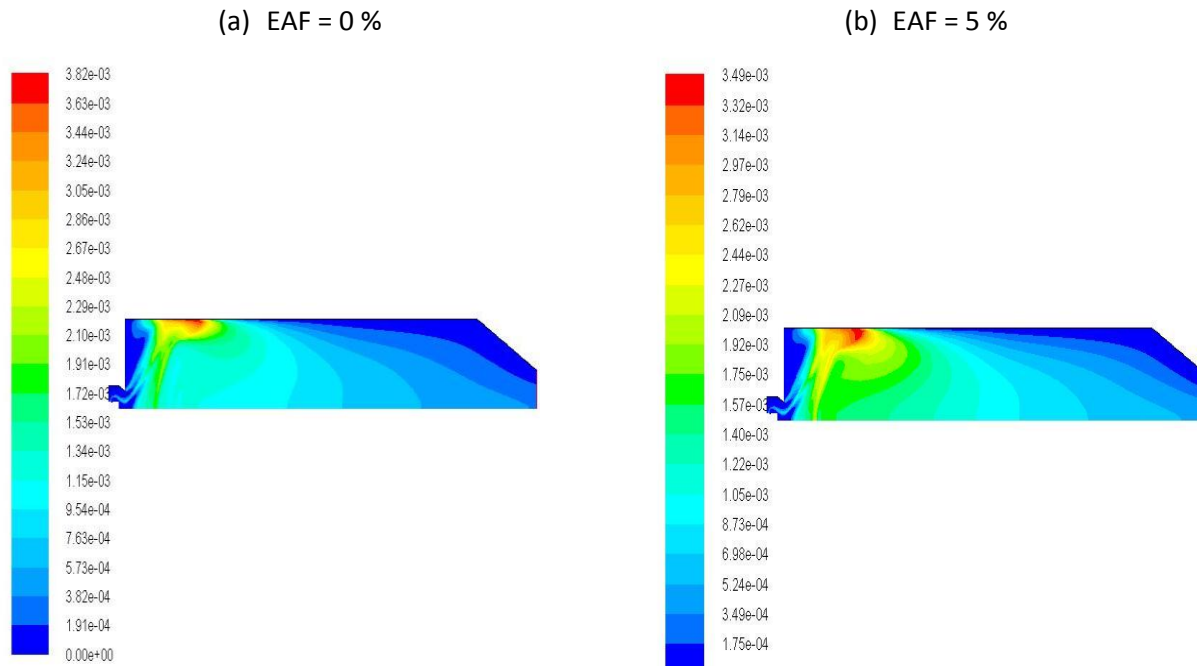 (a) EAF = 0 %
(b) EAF = 5 %
3.82e-03
3.63e-03
3.44e-03
3.24e-03
3.05e-03
2.86e-03
2.67e-03
2.48e-03
2.29e-03
2.10e-03
1.91e-03
1.72e-03
1.53e-03
1.34e-03
1.15e-03
9.54e-04
7.63e-04
5.73e-04
3.82e-04
1.91e-04
0.00e+00
3.49e-03
3.32e-03
3.14e-03
2.97e-03
2.79e-03
2.62e-03
2.44e-03
2.27e-03
2.09e-03
1.92e-03
1.75e-03
1.57e-03
1.40e-03
1.22e-03
1.05e-03
8.73e-04
6.98e-04
5.24e-04
3.49e-04
1.75e-04